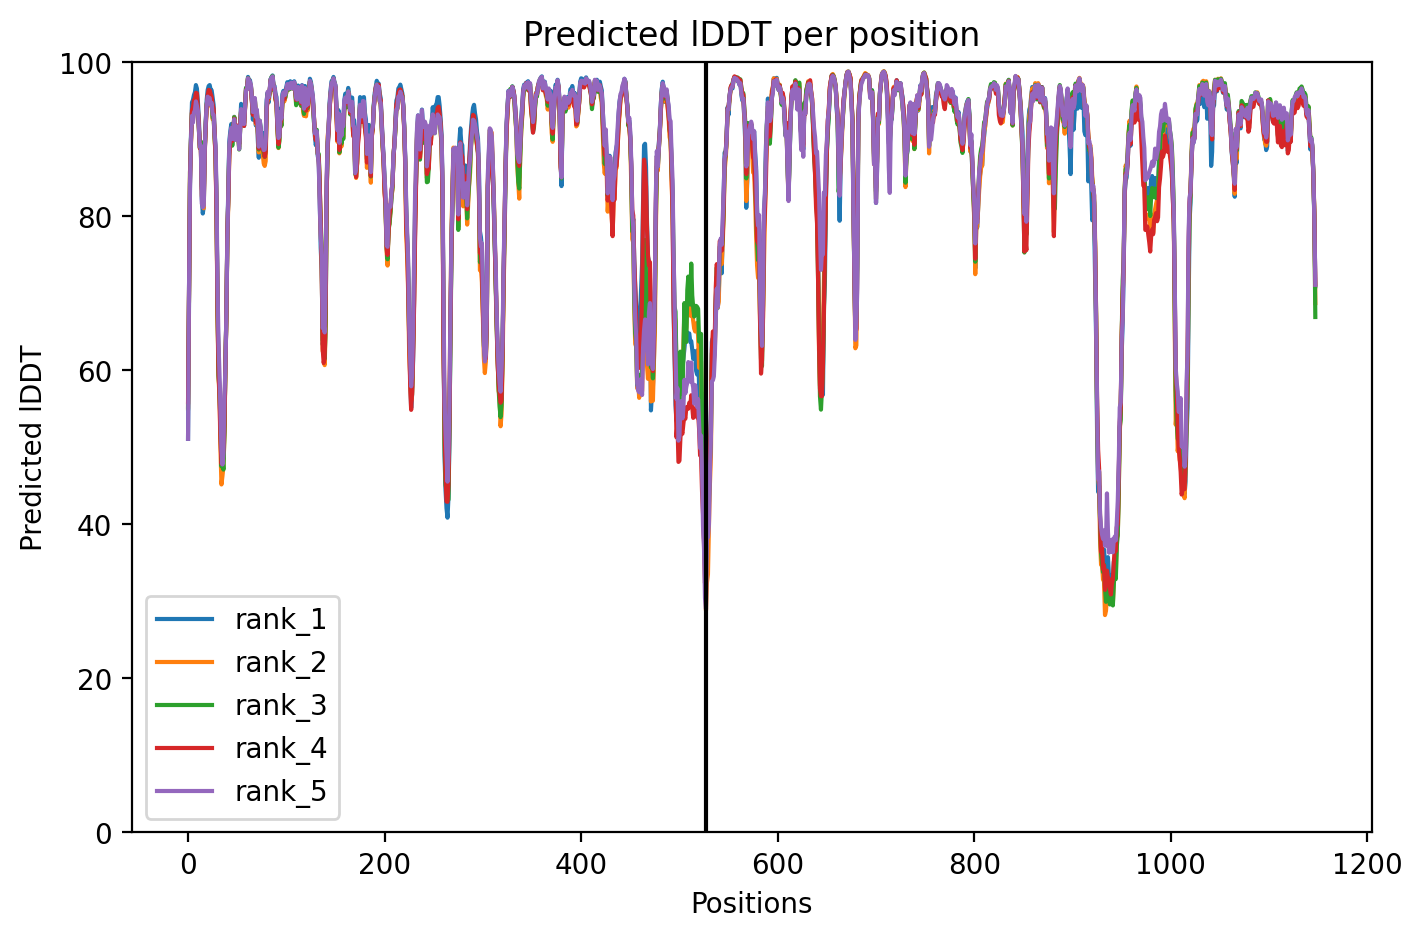 Predicted lDDT per position
100
80
60
40
20
0
Predicted lDDT
rank_1
rank_2
rank_3
rank_4
rank_5
0 200 400 600 800 1000 1200
Positions